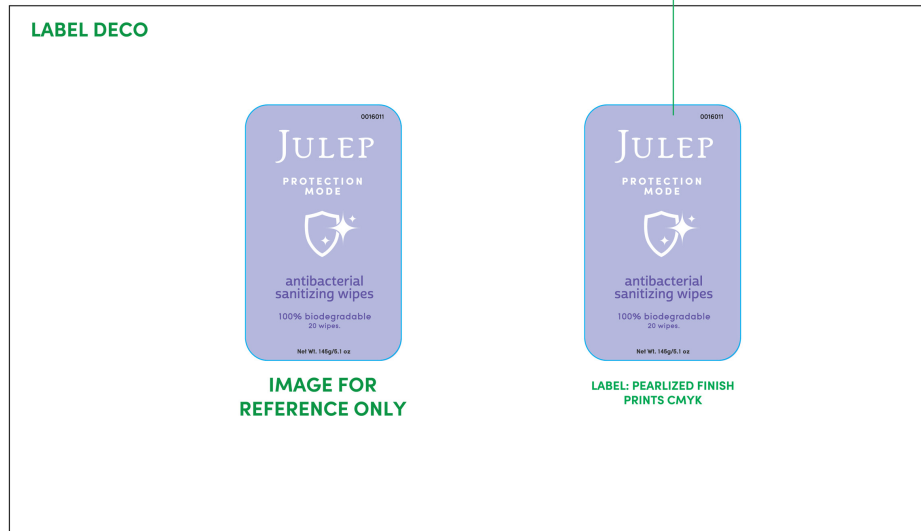 LABEL DECO
0016011
JULEP
PROTECTION
MODE
antibacterial
sanitizing wipes
100% biodegradable
20 wipes.
Net Wt. 145g/5.1 oz
IMAGE FOR
REFERENCE ONLY
0016011
JULEP
PROTECTION
MODE
antibacterial
sanitizing wipes
100% biodegradable
20 wipes.
Net Wt. 145g/5.1 oz
LABEL: PEARLIZED FINISH
PRINTS CMYK